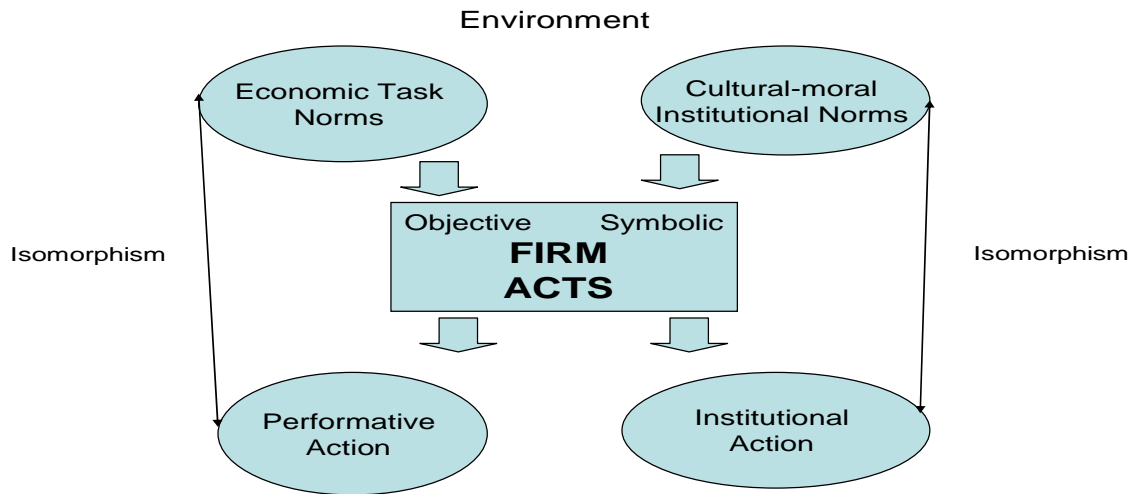 Environment
Economic Task
Norms
Cultural-moral
Institutional Norms
Isomorphism
Objective
Symbolic
FIRM
ACTS
Isomorphism
Performative
Action
Institutional
Action